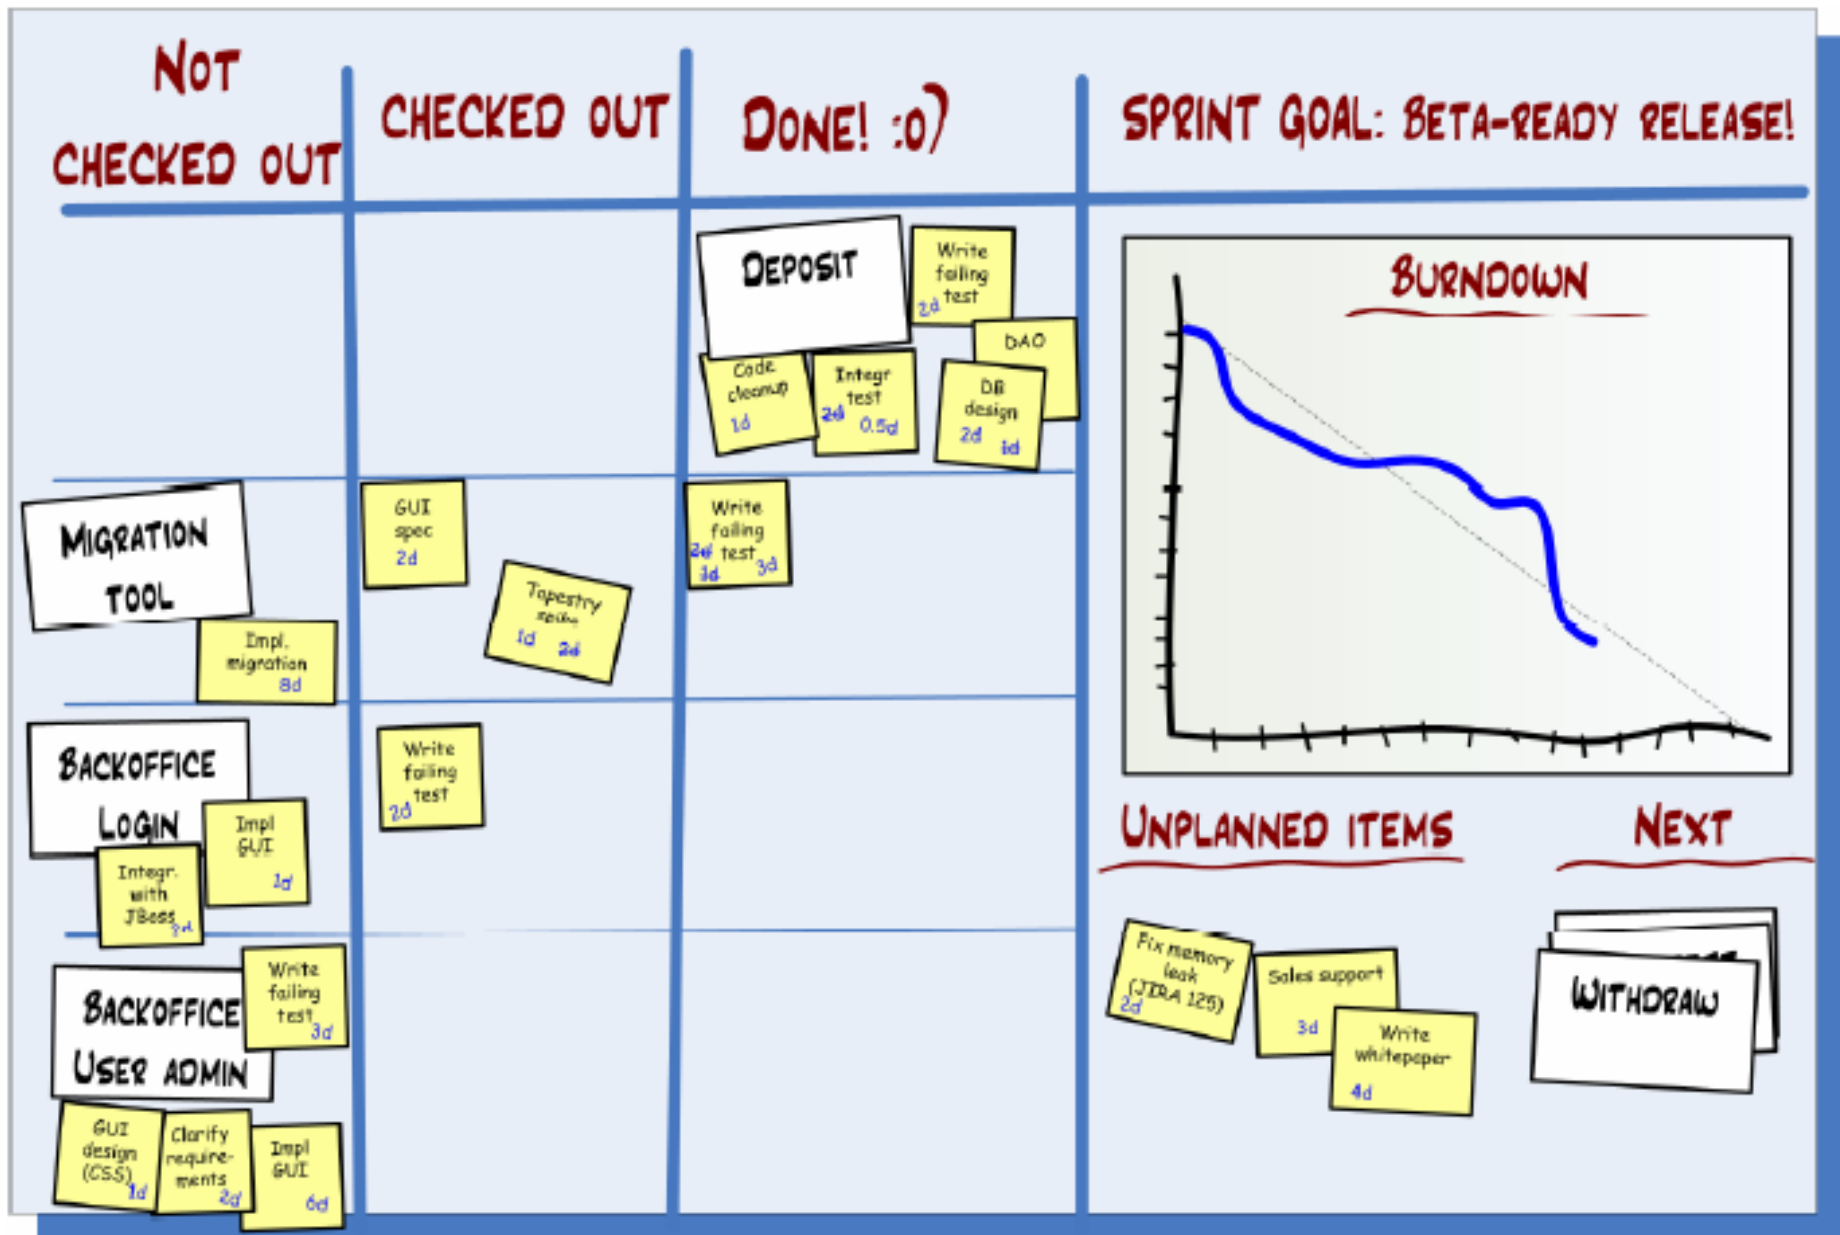 NOT
CHECKED OUT
CHECKED OUT
DONE! :o)
SPRINT GOAL: BETA-READY RELEASE!
DEPOSIT
Write
failing
test
2d
DAO
Code
cleanup
1d
Integr
test
2d
0.5d
DB
design
2d
BURNDOWN
MIGRATION
TOOL
Impl.
migration
8d
GUI
spec
2d
Tapestry
spike
1d 2d
Write
failing
test
2d
3d
BACKOFFICE
LOGIN
Impl
GUI
1d
Integr.
with
JBoss
Write
failing
test
2d
BACKOFFICE
USER ADMIN
Write
failing
test
3d
GUI
design
(CSS)
1d
Clarify
require-
ments
2d
Impl
GUI
6d
UNPLANNED ITEMS
NEXT
Fix memory
leak
(JIRA 125)
2d
Sales support
3d
Write
whitepaper
4d
WITHDRAW